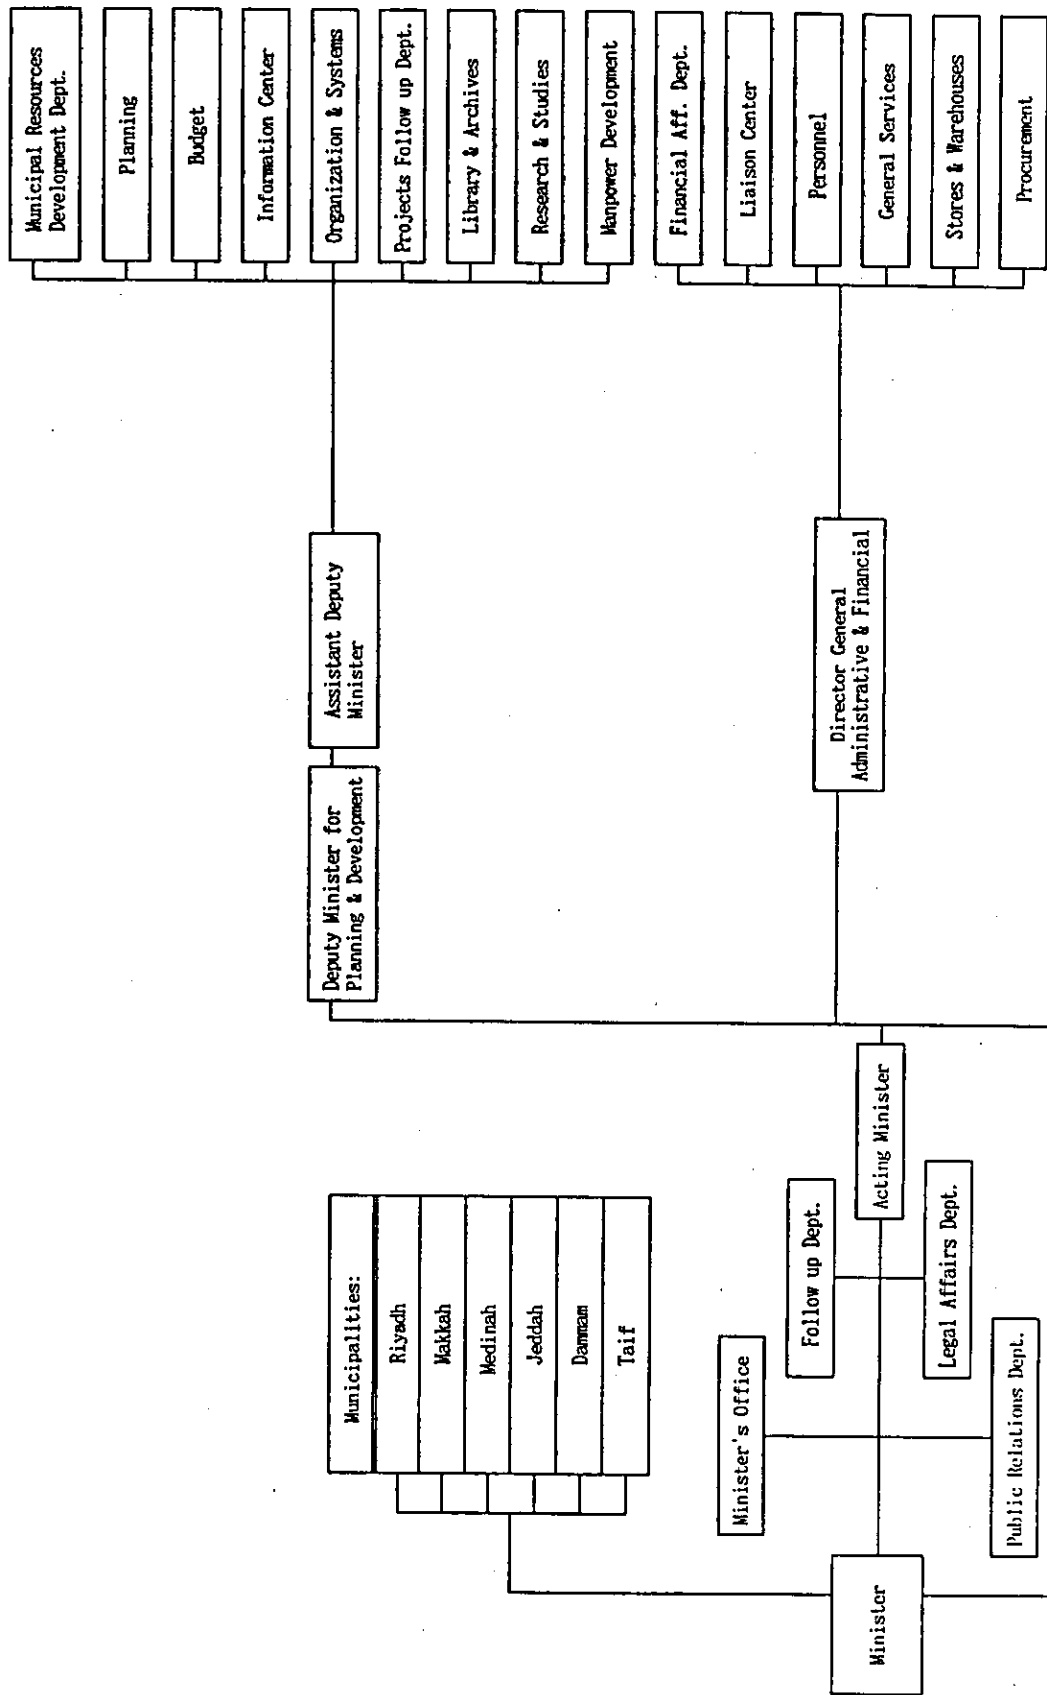 Municipal Resources
Development Dept.
Planning
Budget
Information Center
Organization & Systems
Projects Follow up Dept.
Library & Archives
Research & Studies
Manpower Development
Financial Aff. Dept.
Liaison Center
Personnel
General Services
Stores & Warehouses
Procurement
Assistant Deputy
Minister
Deputy Minister for
Planning & Development
Director General
Administrative & Financial
Acting Minister
Municipalities:
Riyadh
Makkah
Medinah
Jeddah
Dammam
Taif
Follow up Dept.
Legal Affairs Dept.
Minister's Office
Public Relations Dept.
Minister